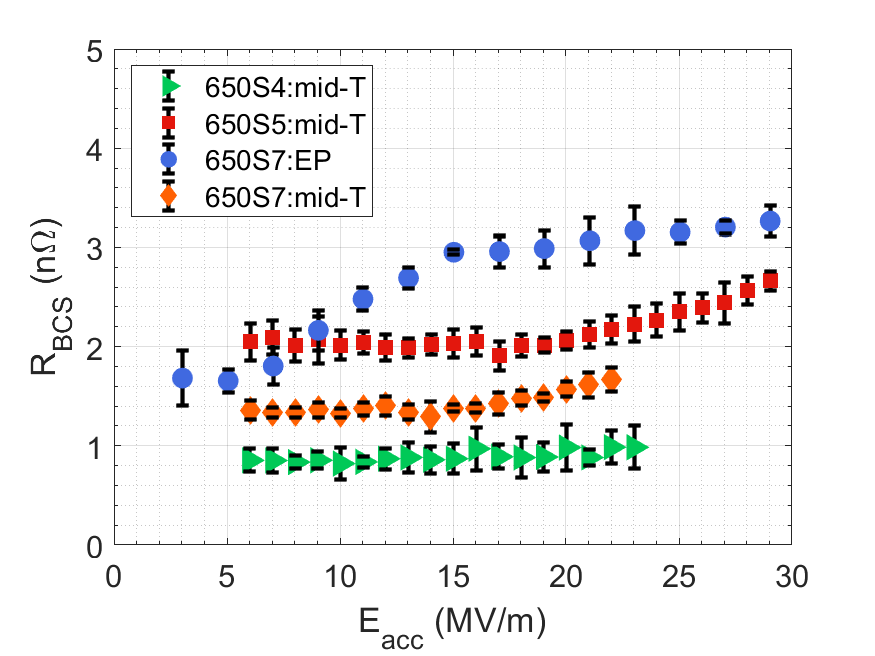 5
4
3
2
1
0
0 5 10 15 20 25 30
R_BCS (nΩ)
E_acc (MV/m)
650S4:mid-T
650S5:mid-T
650S7:EP
650S7:mid-T